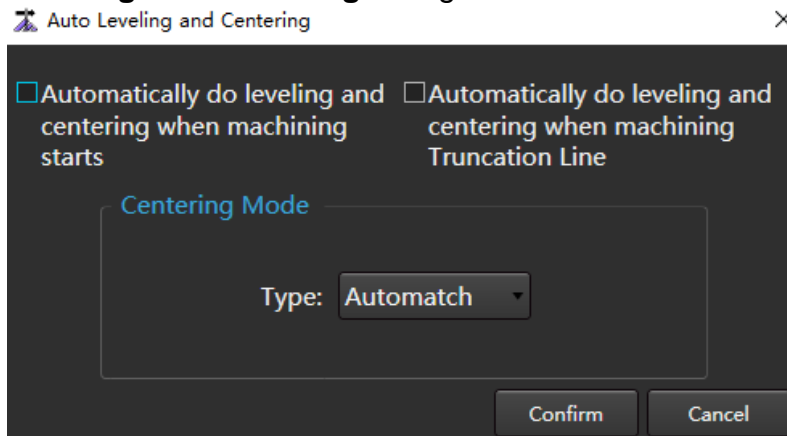 Auto Leveling and Centering
Automatically do leveling and
centering when machining
starts
Automatically do leveling and
centering when machining
Truncation Line
Centering Mode
Type: Automatch
Confirm Cancel